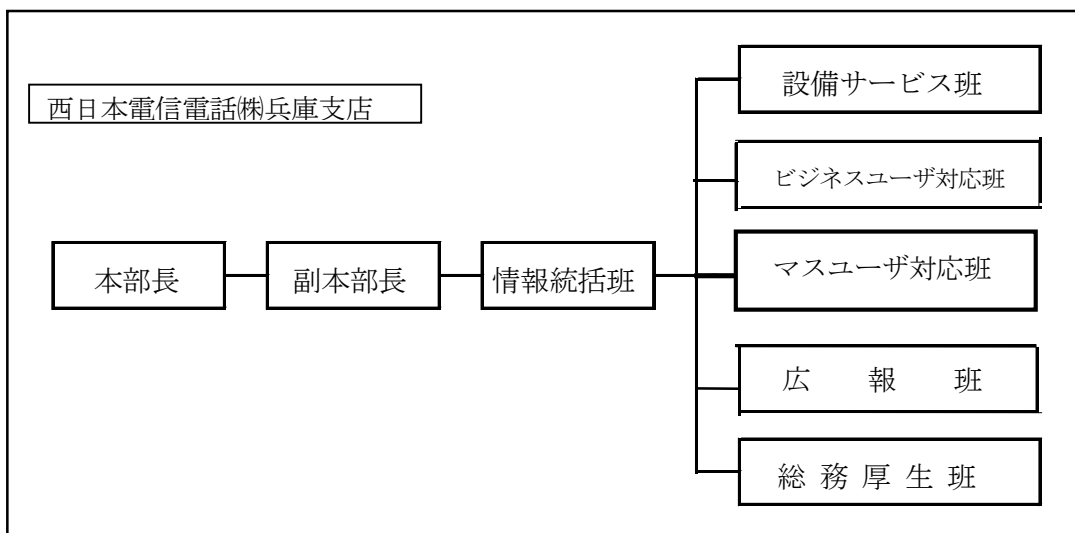 西日本電信電話㈱兵庫支店
本部長
副本部長
情報統括班
設備サービス班
ビジネスユーザ対応班
マスユーザ対応班
広 報 班
総務厚生班